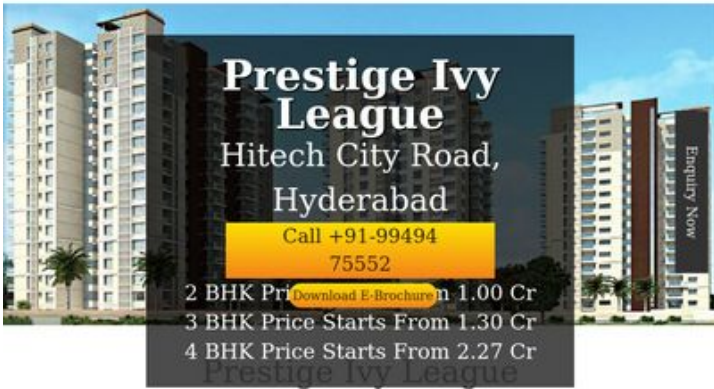 Prestige Ivy
League
Hitech City Road,
Hyderabad
Call +91-99494
75552
Download E-Brochure
2 BHK Pri n 1.00 Cr
3 BHK Price Starts From 1.30 Cr
4 BHK Price Starts From 2.27 Cr
Prestige Ivy League
Enquiry Now